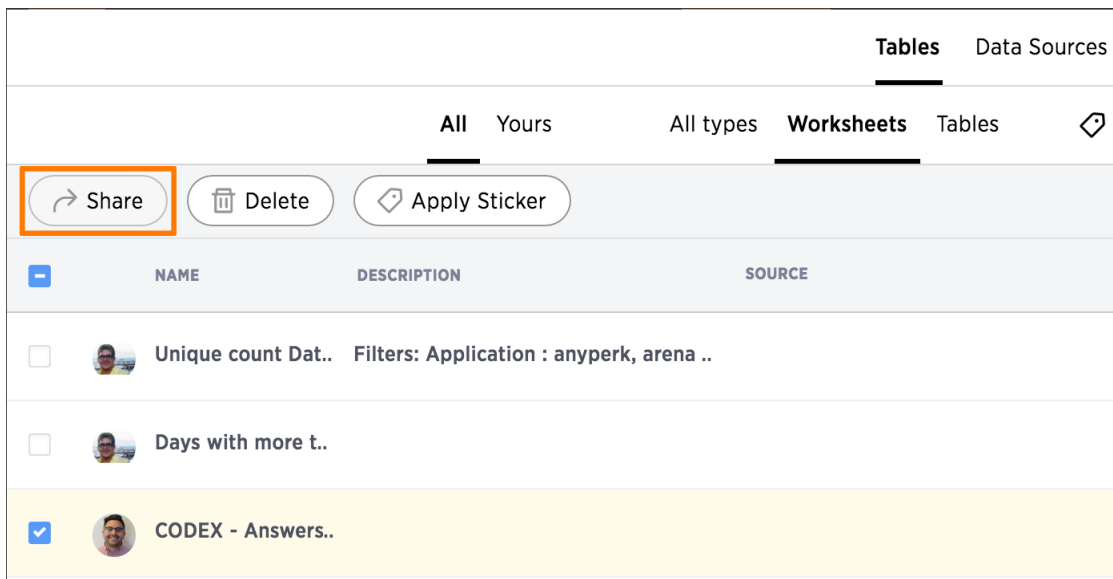 Tables Data Sources
All Yours All types Worksheets Tables
Share Delete Apply Sticker
NAME DESCRIPTION SOURCE
Unique count Dat.. Filters: Application : anyperk, arena ..
Days with more t..
CODEX - Answers..